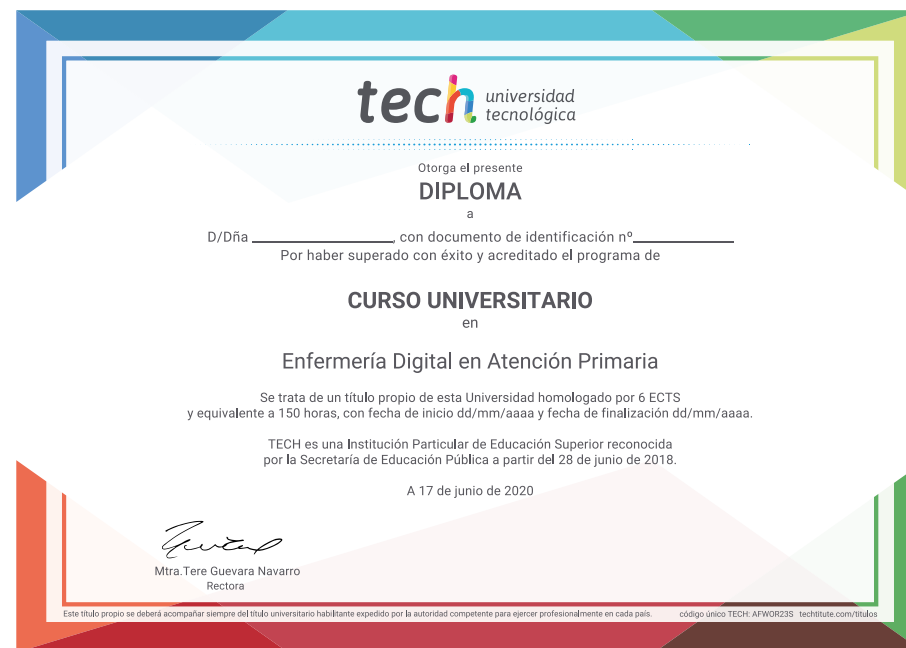 tech universidad
tecnológica
Otorga el presente
DIPLOMA
a
D/Dña ____________________, con documento de identificación nº______________
Por haber superado con éxito y acreditado el programa de
CURSO UNIVERSITARIO
en
Enfermería Digital en Atención Primaria
Se trata de un título propio de esta Universidad homologado por 6 ECTS
y equivalente a 150 horas, con fecha de inicio dd/mm/aaaa y fecha de finalización dd/mm/aaaa.
TECH es una Institución Particular de Educación Superior reconocida
por la Secretaría de Educación Pública a partir del 28 de junio de 2018.
A 17 de junio de 2020
Mtra.Tere Guevara Navarro
Rectora
Este título propio se deberá acompañar siempre del título universitario habilitante expedido por la autoridad competente para ejercer profesionalmente en cada país. código único TECH: AFWOR23S techtitute.com/títulos